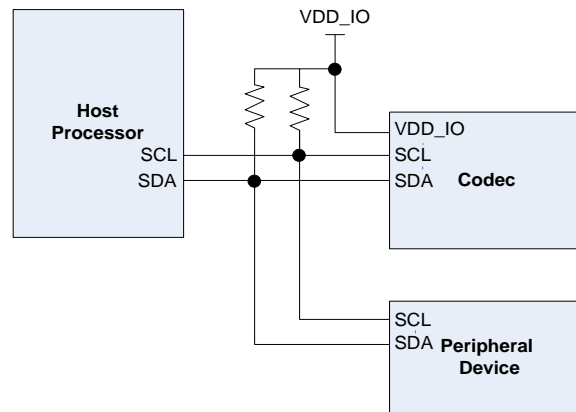 VDD_IO
Host
Processor
SCL
SDA
VDD_IO
SCL
SDA
Codec
SCL
SDA
Peripheral
Device